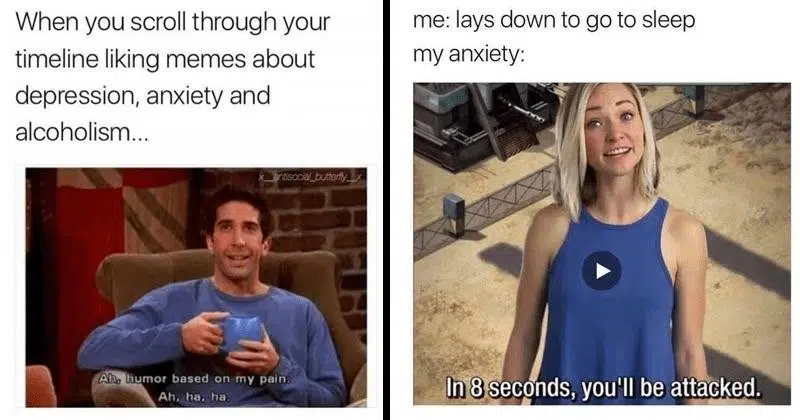 When you scroll through your
timeline liking memes about
depression, anxiety and
alcoholism...
x__antisocial_butterfly__x
Ah, humor based on my pain.
Ah, ha, ha.
me: lays down to go to sleep
my anxiety:
In 8 seconds, you'll be attacked.